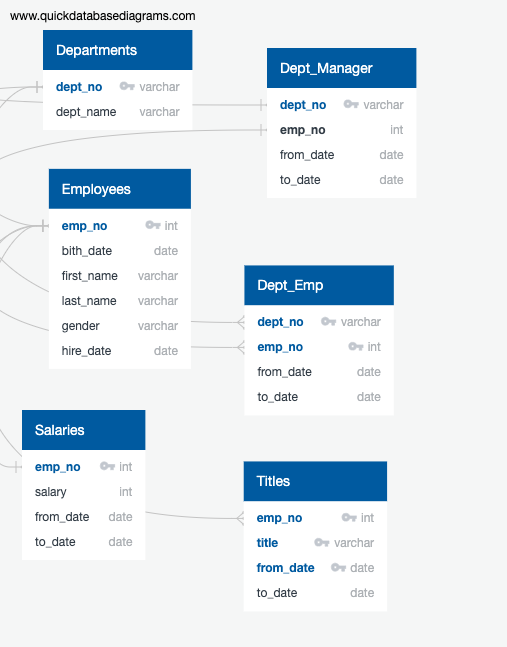 www.quickdatabasediagrams.com
Departments
dept_no varchar
dept_name varchar
Dept_Manager
dept_no varchar
emp_no int
from_date date
to_date date
Employees
emp_no int
bith_date date
first_name varchar
last_name varchar
gender varchar
hire_date date
Dept_Emp
dept_no varchar
emp_no int
from_date date
to_date date
Salaries
emp_no int
salary int
from_date date
to_date date
Titles
emp_no int
title varchar
from_date date
to_date date